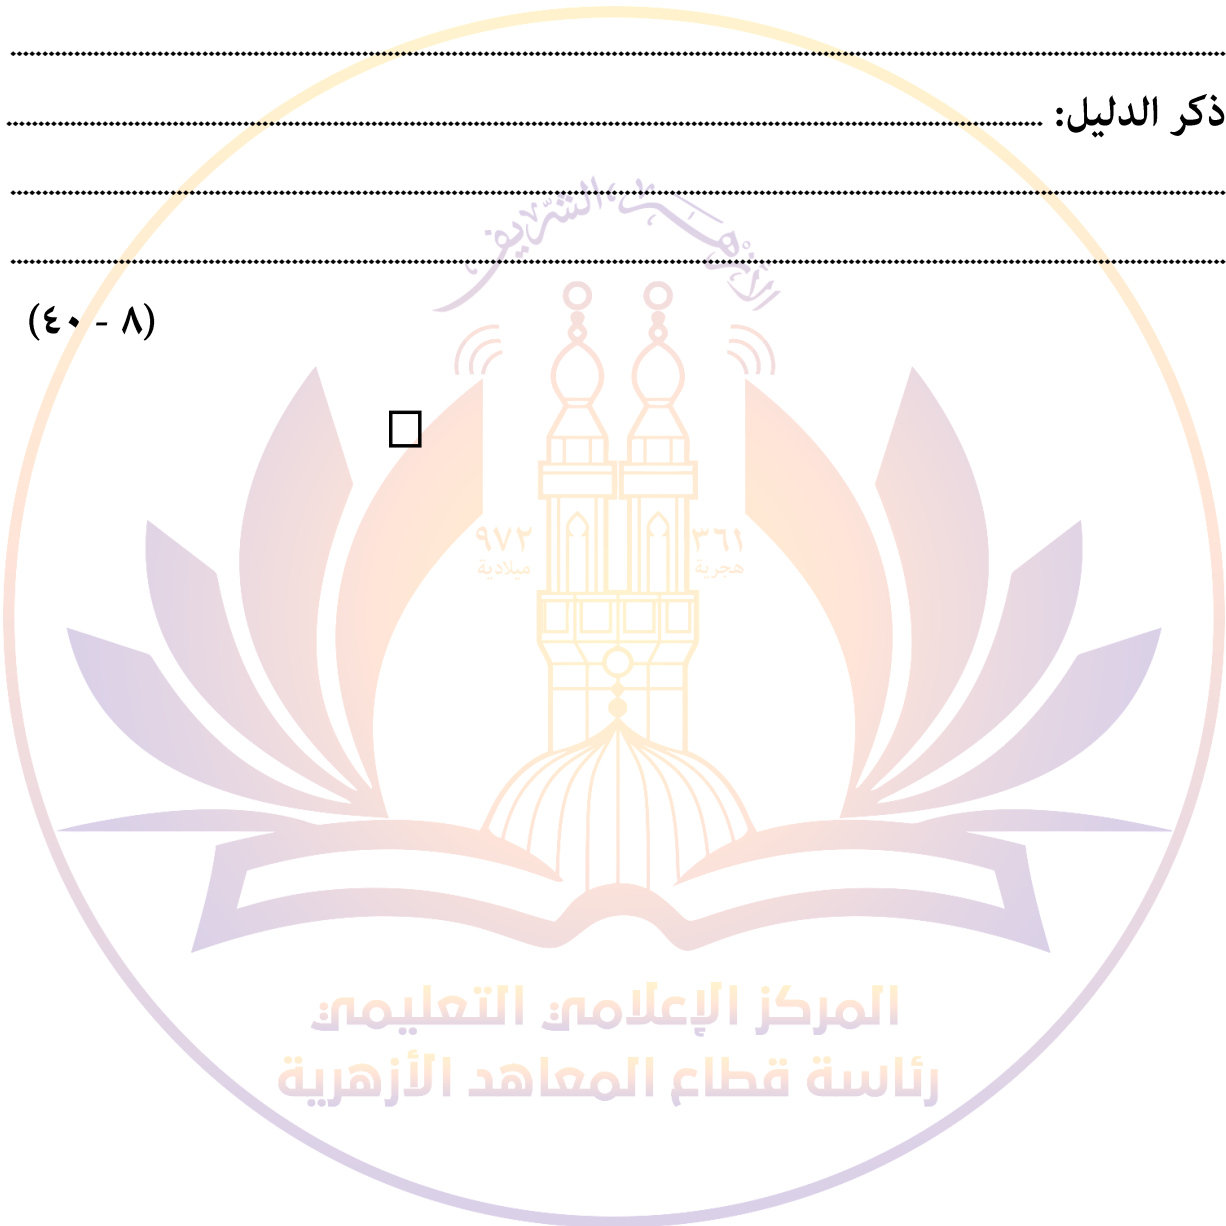 ذكر الدليل: ........................................
(٨ - ٤٠)
الأزهر الشريف
٩٧٢ ٣٦١
ميلادية هجرية
المركز الإعلامي التعليمي
رئاسة قطاع المعاهد الأزهرية